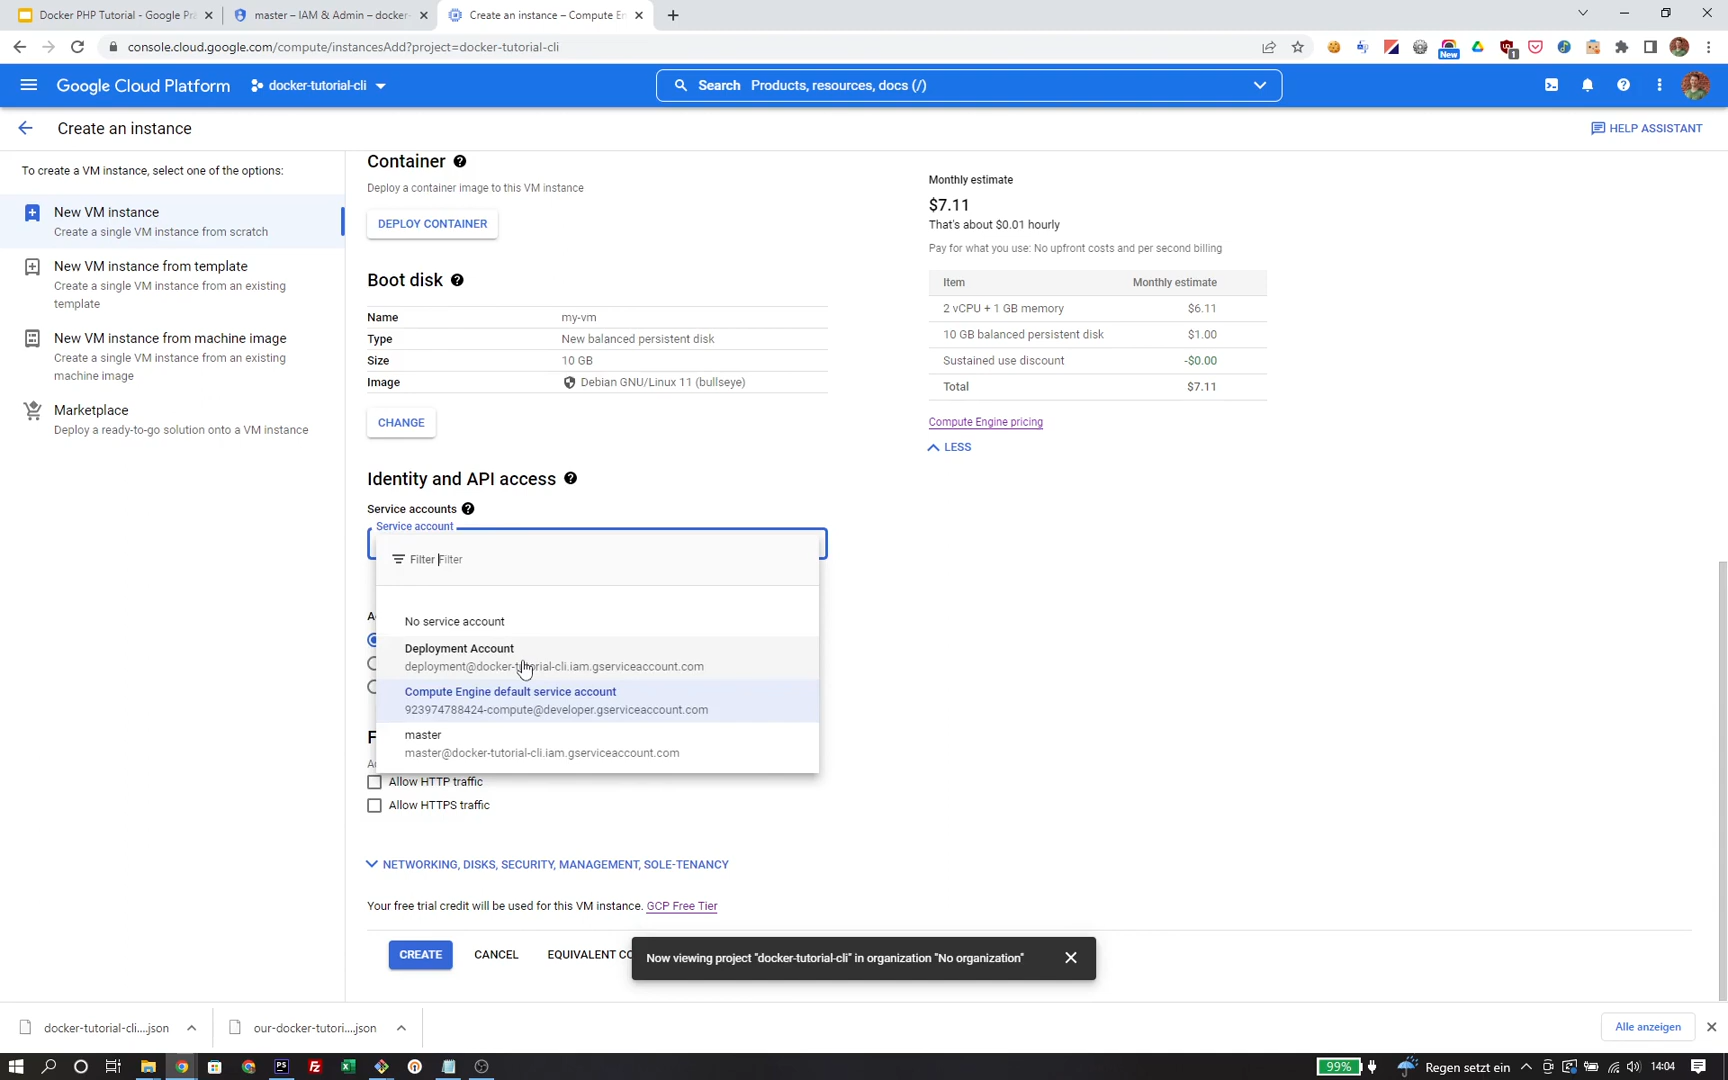 Docker PHP Tutorial - Google Prä
master – IAM & Admin – docker-
Create an instance – Compute En
console.cloud.google.com/compute/instancesAdd?project=docker-tutorial-cli
New
1
Google Cloud Platform
docker-tutorial-cli
Search Products, resources, docs (/)
Create an instance
HELP ASSISTANT
To create a VM instance, select one of the options:
New VM instance
Create a single VM instance from scratch
New VM instance from template
Create a single VM instance from an existing
template
New VM instance from machine image
Create a single VM instance from an existing
machine image
Marketplace
Deploy a ready-to-go solution onto a VM instance
Container
Deploy a container image to this VM instance
DEPLOY CONTAINER
Boot disk
Name my-vm
Type New balanced persistent disk
Size 10 GB
Image Debian GNU/Linux 11 (bullseye)
CHANGE
Identity and API access
Service accounts
Service account
Filter Filter
No service account
Deployment Account
deployment@docker-tutorial-cli.iam.gserviceaccount.com
Compute Engine default service account
923974788424-compute@developer.gserviceaccount.com
master
master@docker-tutorial-cli.iam.gserviceaccount.com
Allow HTTP traffic
Allow HTTPS traffic
NETWORKING, DISKS, SECURITY, MANAGEMENT, SOLE-TENANCY
Your free trial credit will be used for this VM instance. GCP Free Tier
CREATE
CANCEL
EQUIVALENT CO
Now viewing project "docker-tutorial-cli" in organization "No organization"
Monthly estimate
$7.11
That's about $0.01 hourly
Pay for what you use: No upfront costs and per second billing
Item Monthly estimate
2 vCPU + 1 GB memory $6.11
10 GB balanced persistent disk $1.00
Sustained use discount -$0.00
Total $7.11
Compute Engine pricing
LESS
docker-tutorial-cli....json
our-docker-tutori....json
Alle anzeigen
99%
Regen setzt ein
14:04